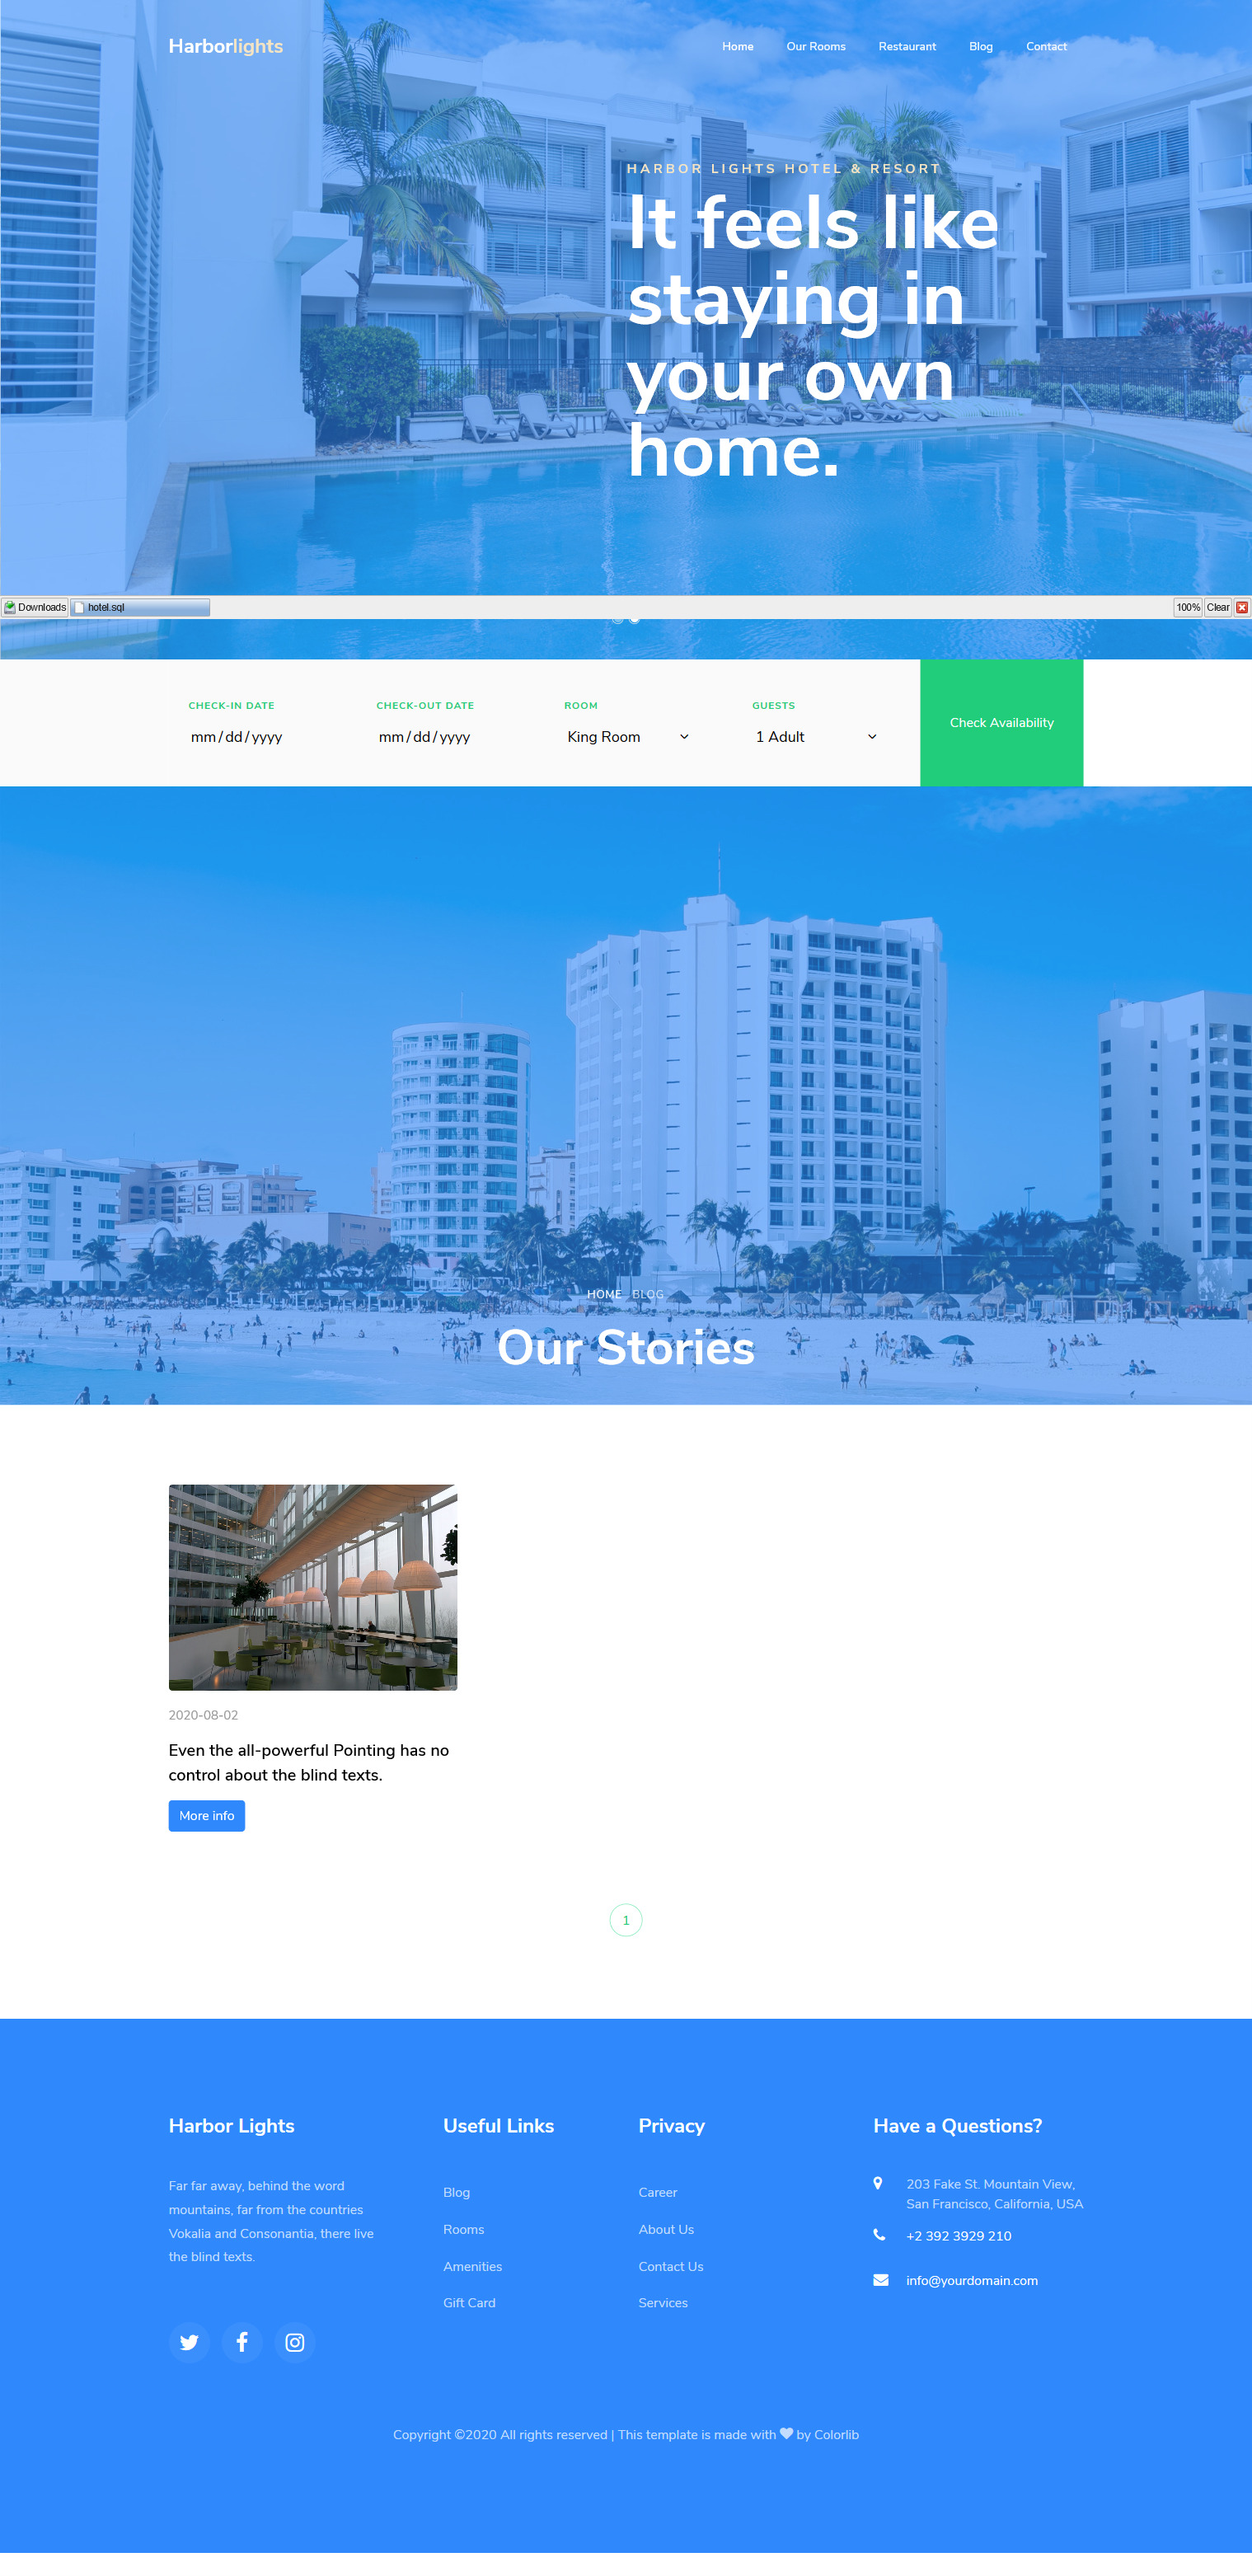 Harborlights
Home Our Rooms Restaurant Blog Contact
HARBOR LIGHTS HOTEL & RESORT
It feels like
staying in
your own
home.
Downloads hotel.sql 100% Clear
CHECK-IN DATE CHECK-OUT DATE ROOM GUESTS
mm/dd/yyyy mm/dd/yyyy King Room 1 Adult
Check Availability
HOME BLOG
Our Stories
2020-08-02
Even the all-powerful Pointing has no
control about the blind texts.
More info
1
Harbor Lights
Far far away, behind the word
mountains, far from the countries
Vokalia and Consonantia, there live
the blind texts.
Useful Links
Blog
Rooms
Amenities
Gift Card
Privacy
Career
About Us
Contact Us
Services
Have a Questions?
203 Fake St. Mountain View,
San Francisco, California, USA
+2 392 3929 210
info@yourdomain.com
Copyright ©2020 All rights reserved | This template is made with ♥ by Colorlib